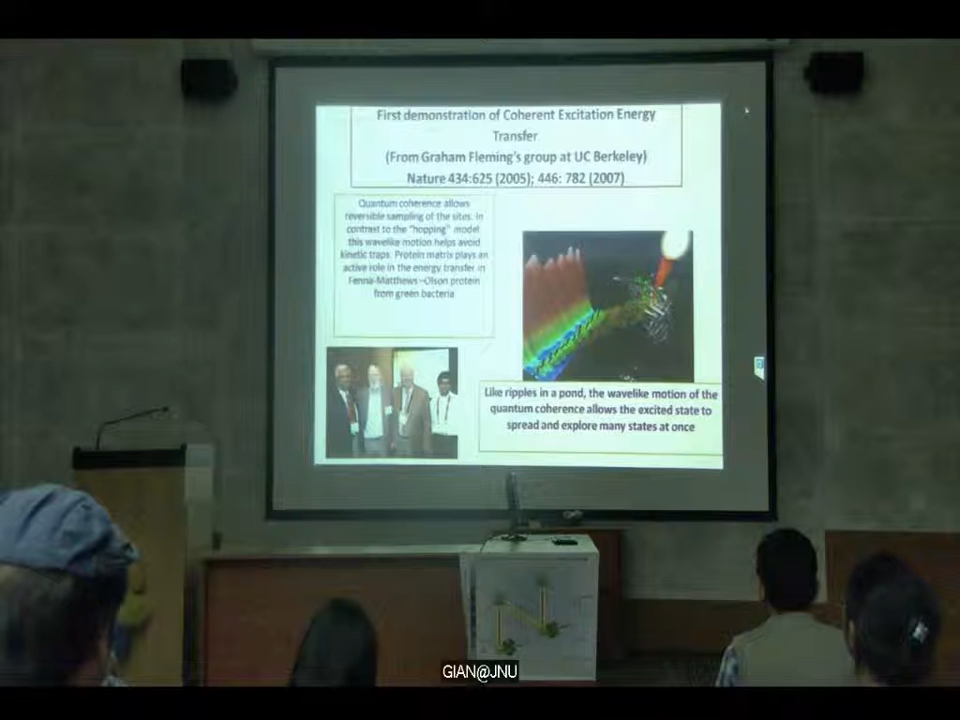 First demonstration of Coherent Excitation Energy
Transfer
(From Graham Fleming's group at UC Berkeley)
Nature 434:625 (2005); 446: 782 (2007)
Quantum coherence allows
reversible sampling of the sites. In
contrast to the "hopping" model
this wavelike motion helps avoid
kinetic traps. Protein matrix plays an
active role in the energy transfer in
Fenna-Matthews-Olson protein
from green bacteria
Like ripples in a pond, the wavelike motion of the
quantum coherence allows the excited state to
spread and explore many states at once
N
GIAN@JNU